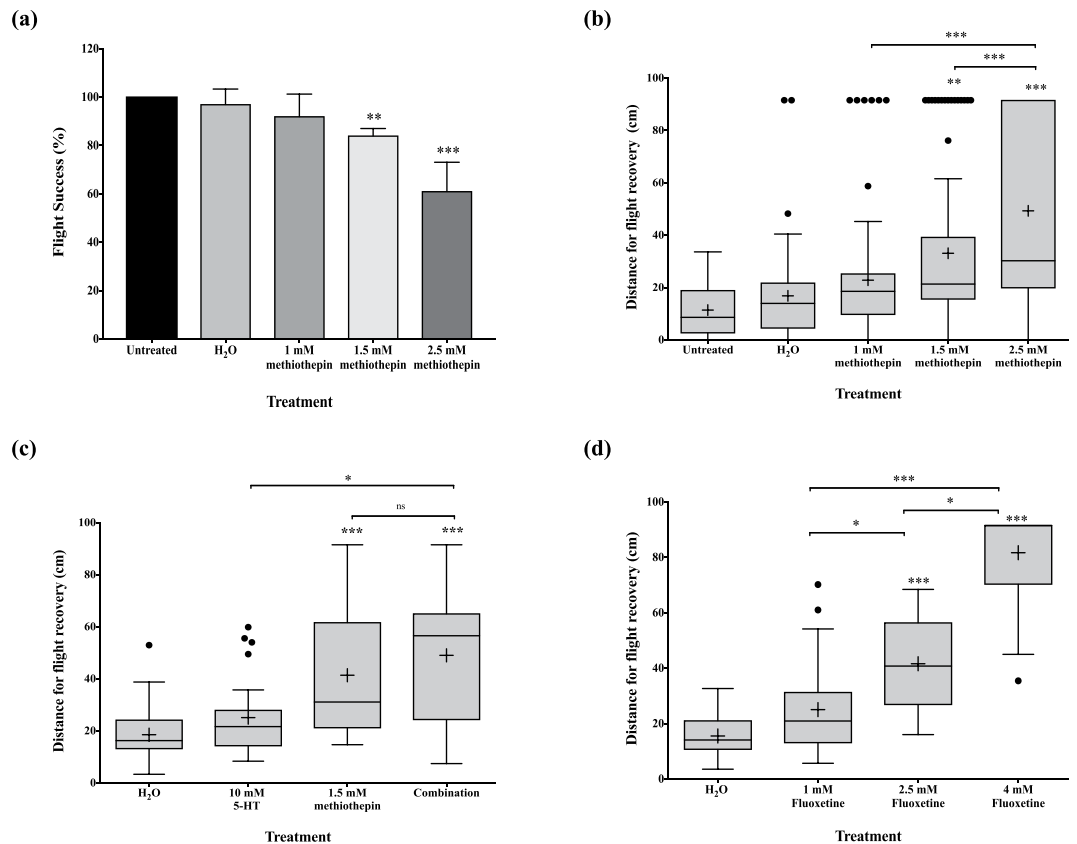 (a)
120
100
80
60
40
20
0
Flight Success (%)
**
***
Untreated
H₂O
1 mM
methiothepin
1.5 mM
methiothepin
2.5 mM
methiothepin
Treatment
(b)
100
80
60
40
20
0
Distance for flight recovery (cm)
***
***
**
***
Untreated
H₂O
1 mM
methiothepin
1.5 mM
methiothepin
2.5 mM
methiothepin
Treatment
(c)
100
80
60
40
20
0
Distance for flight recovery (cm)
*
ns
***
***
H₂O
10 mM
5-HT
1.5 mM
methiothepin
Combination
Treatment
(d)
100
80
60
40
20
0
Distance for flight recovery (cm)
***
*
*
***
***
H₂O
1 mM
Fluoxetine
2.5 mM
Fluoxetine
4 mM
Fluoxetine
Treatment